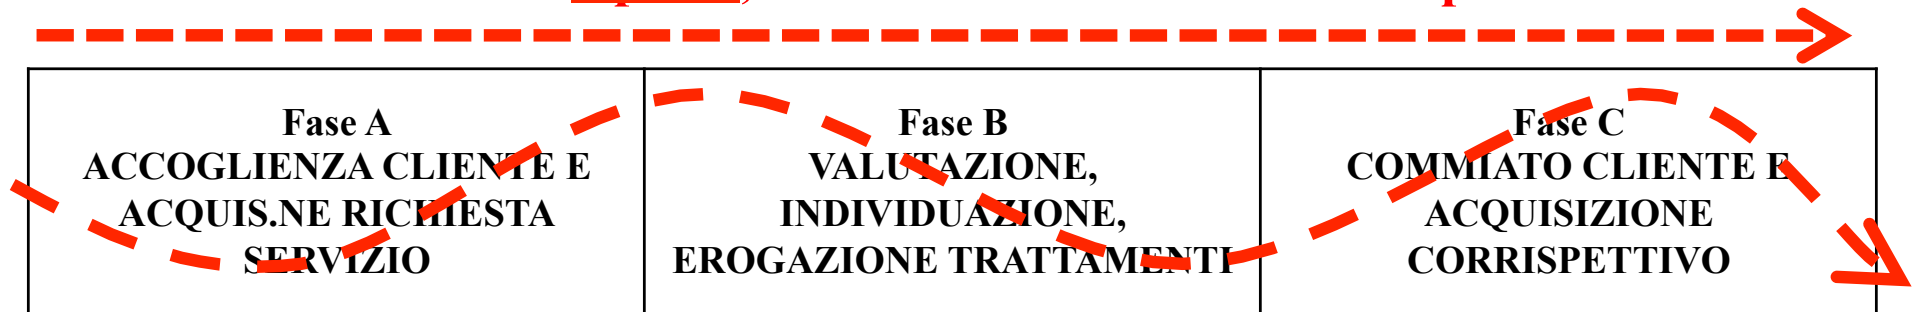 Fase A
ACCOGLIENZA CLIENTE E
ACQUIS.NE RICHIESTA
SERVIZIO
Fase B
VALUTAZIONE,
INDIVIDUAZIONE,
EROGAZIONE TRATTAMENTI
Fase C
COMMIATO CLIENTE E
ACQUISIZIONE
CORRISPETTIVO